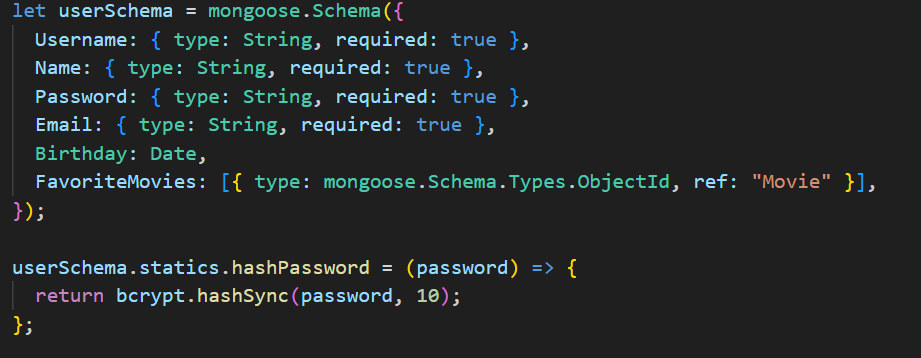 let userSchema = mongoose.Schema({
  Username: { type: String, required: true },
  Name: { type: String, required: true },
  Password: { type: String, required: true },
  Email: { type: String, required: true },
  Birthday: Date,
  FavoriteMovies: [{ type: mongoose.Schema.Types.ObjectId, ref: "Movie" }],
});

userSchema.statics.hashPassword = (password) => {
  return bcrypt.hashSync(password, 10);
};